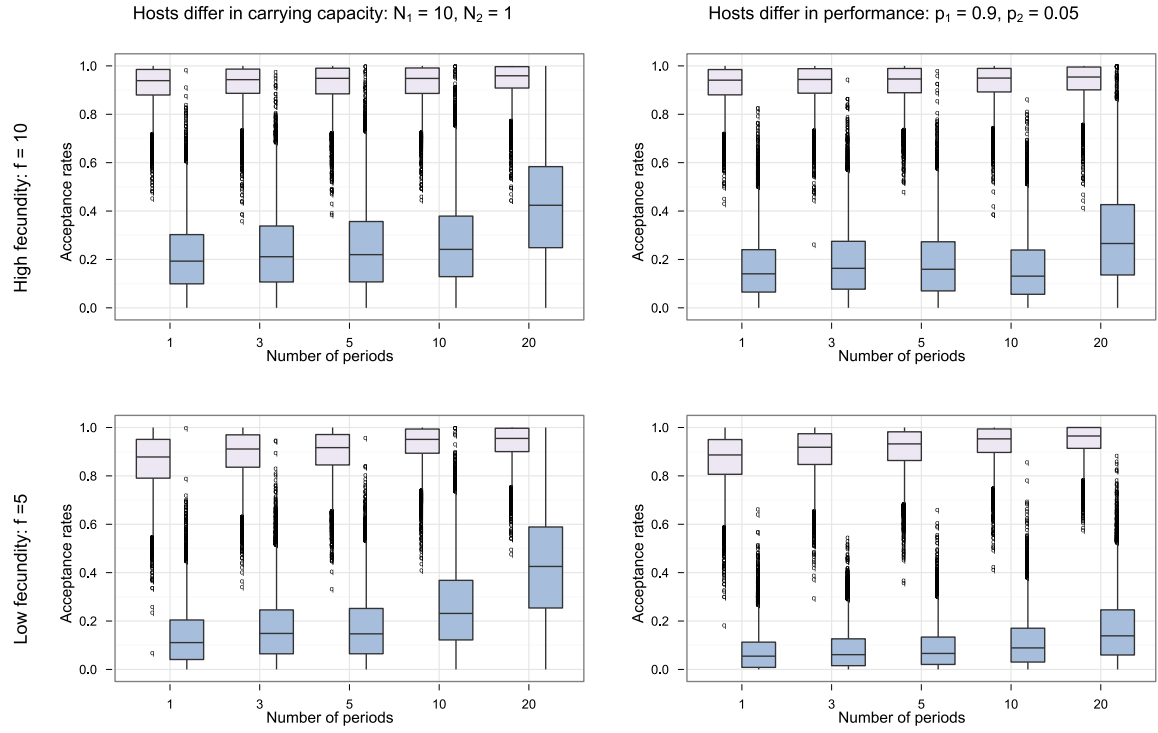 Hosts differ in carrying capacity: N₁ = 10, N₂ = 1
Hosts differ in performance: p₁ = 0.9, p₂ = 0.05
High fecundity: f = 10
Acceptance rates
1.0
0.8
0.6
0.4
0.2
0.0
1 3 5 10 20
Number of periods
Acceptance rates
1.0
0.8
0.6
0.4
0.2
0.0
1 3 5 10 20
Number of periods
Low fecundity: f =5
Acceptance rates
1.0
0.8
0.6
0.4
0.2
0.0
1 3 5 10 20
Number of periods
Acceptance rates
1.0
0.8
0.6
0.4
0.2
0.0
1 3 5 10 20
Number of periods